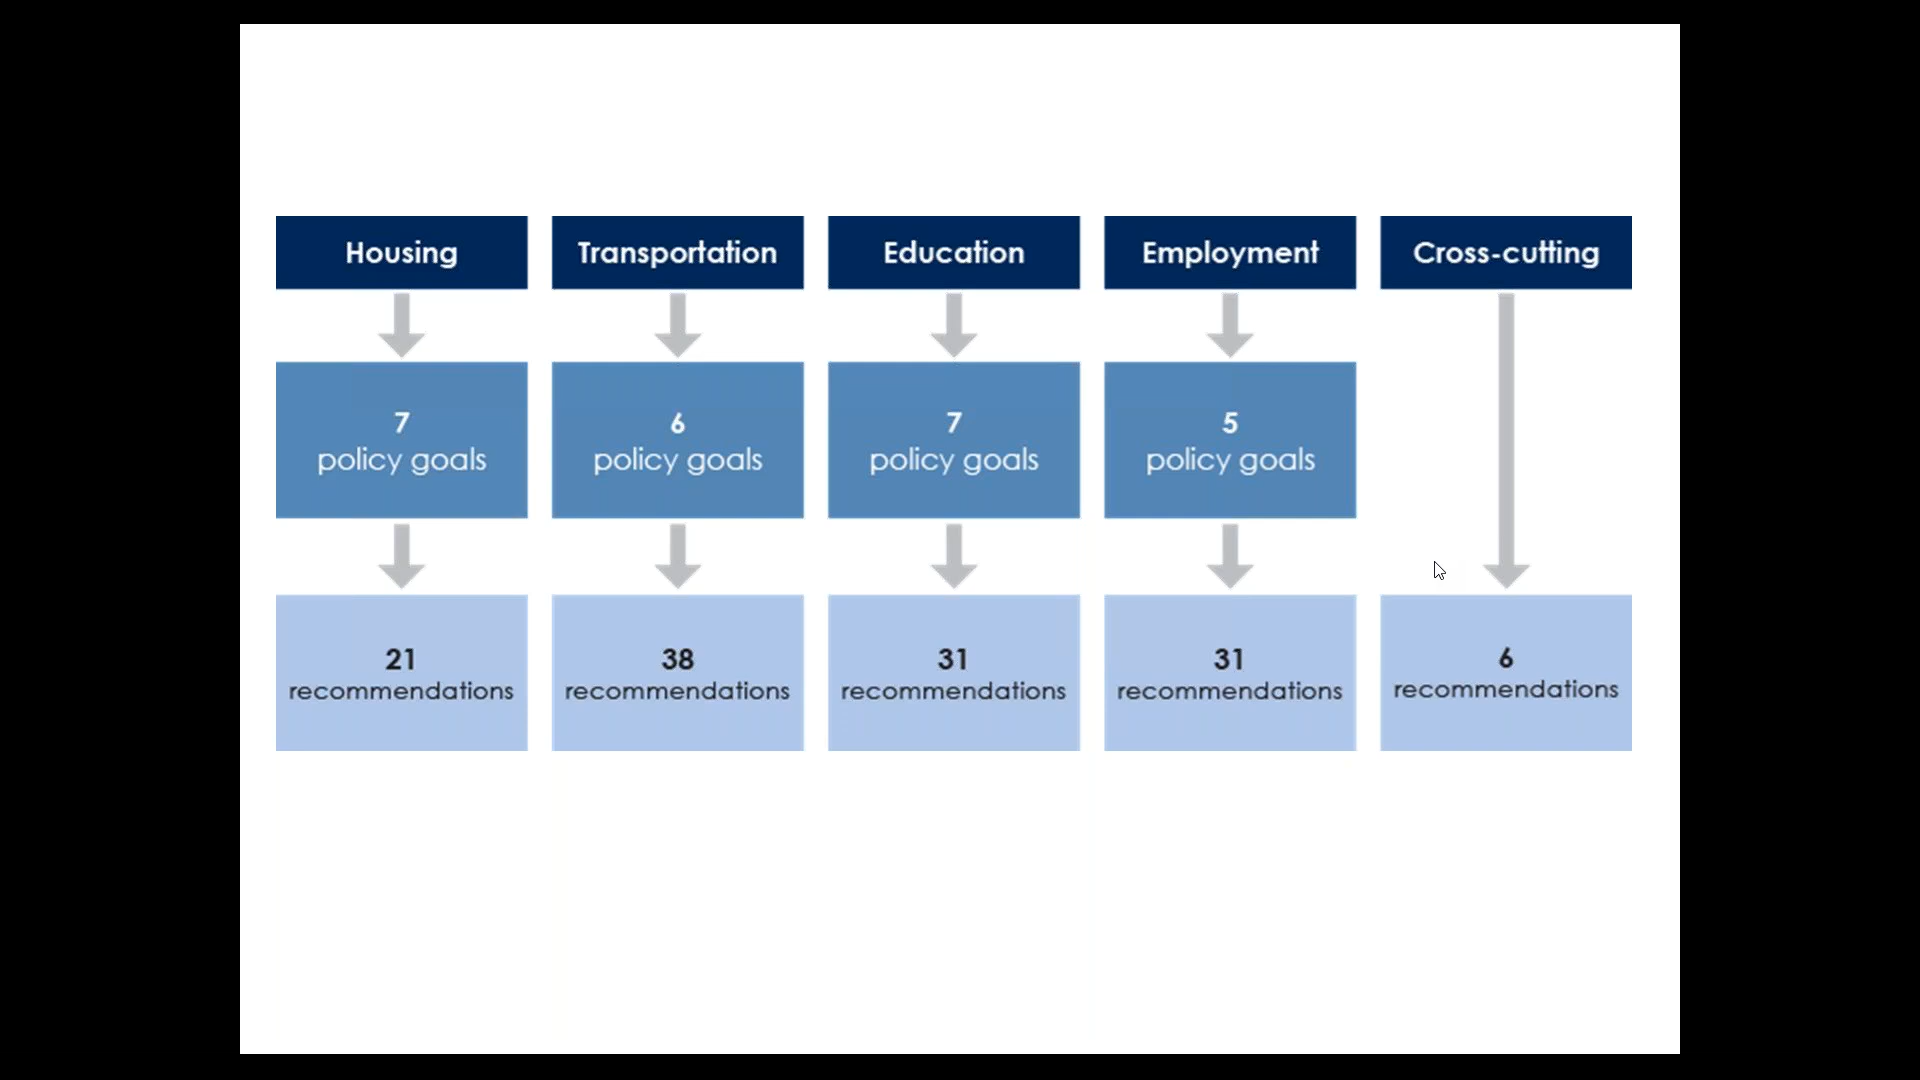 Housing
Transportation
Education
Employment
Cross-cutting
7
policy goals
6
policy goals
7
policy goals
5
policy goals
21
recommendations
38
recommendations
31
recommendations
31
recommendations
6
recommendations